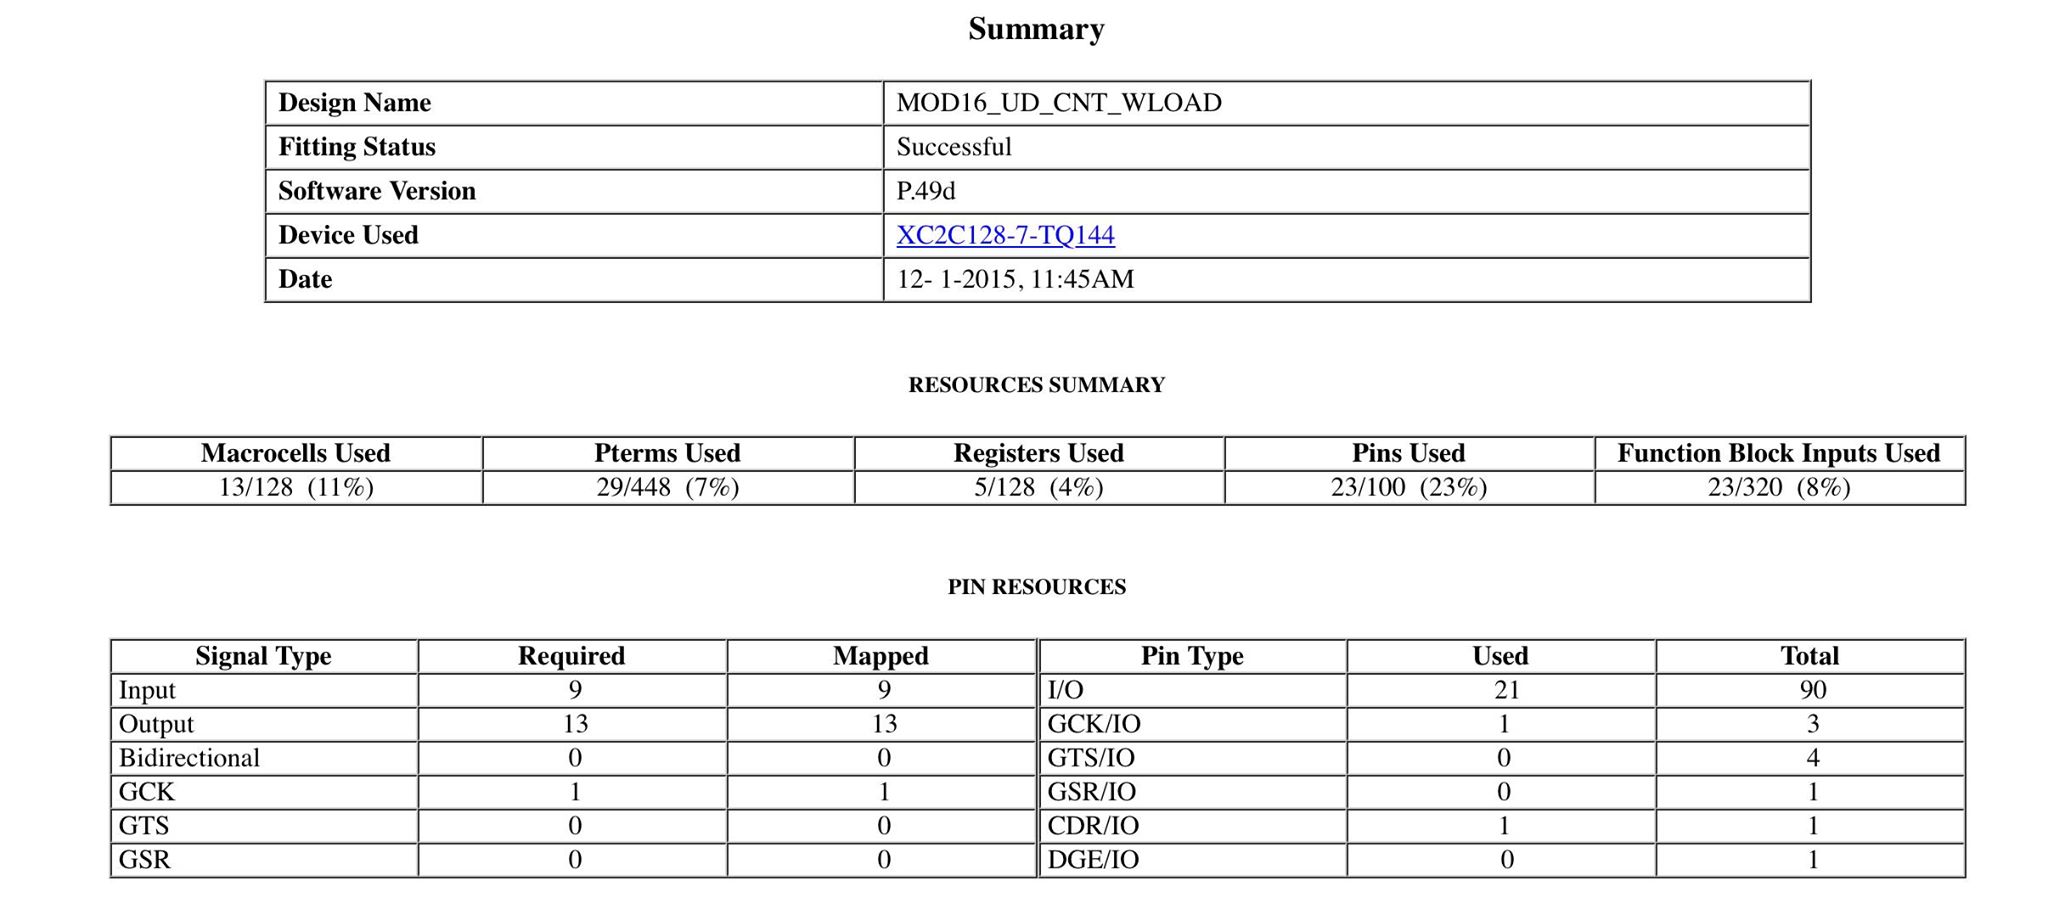 Summary
Design Name MOD16_UD_CNT_WLOAD
Fitting Status Successful
Software Version P.49d
Device Used XC2C128-7-TQ144
Date 12- 1-2015, 11:45AM
RESOURCES SUMMARY
Macrocells Used Pterms Used Registers Used Pins Used Function Block Inputs Used
13/128 (11%) 29/448 (7%) 5/128 (4%) 23/100 (23%) 23/320 (8%)
PIN RESOURCES
Signal Type Required Mapped Pin Type Used Total
Input 9 9 I/O 21 90
Output 13 13 GCK/IO 1 3
Bidirectional 0 0 GTS/IO 0 4
GCK 1 1 GSR/IO 0 1
GTS 0 0 CDR/IO 1 1
GSR 0 0 DGE/IO 0 1